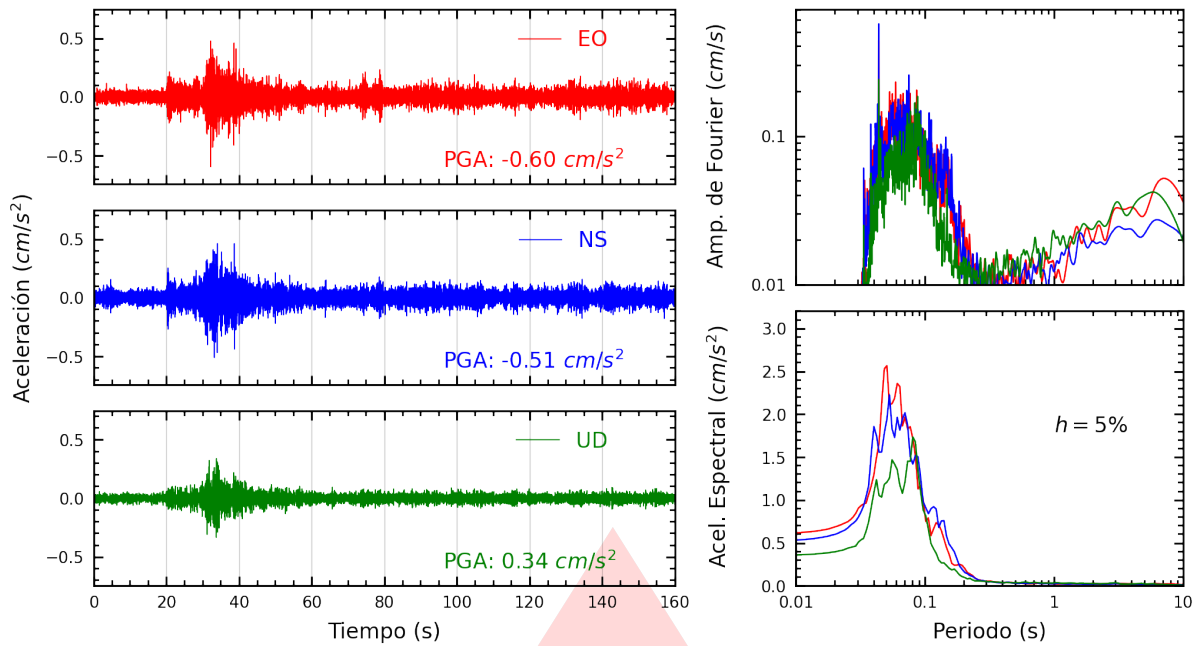 Aceleración (cm/s²)
0.5
0.0
−0.5
EO
PGA: -0.60 cm/s²
0.5
0.0
−0.5
NS
PGA: -0.51 cm/s²
0.5
0.0
−0.5
UD
PGA: 0.34 cm/s²
0 20 40 60 80 100 120 140 160
Tiempo (s)
Amp. de Fourier (cm/s)
0.1
0.01
Acel. Espectral (cm/s²)
3.0
2.5
2.0
1.5
1.0
0.5
0.0
h = 5%
0.01 0.1 1 10
Periodo (s)